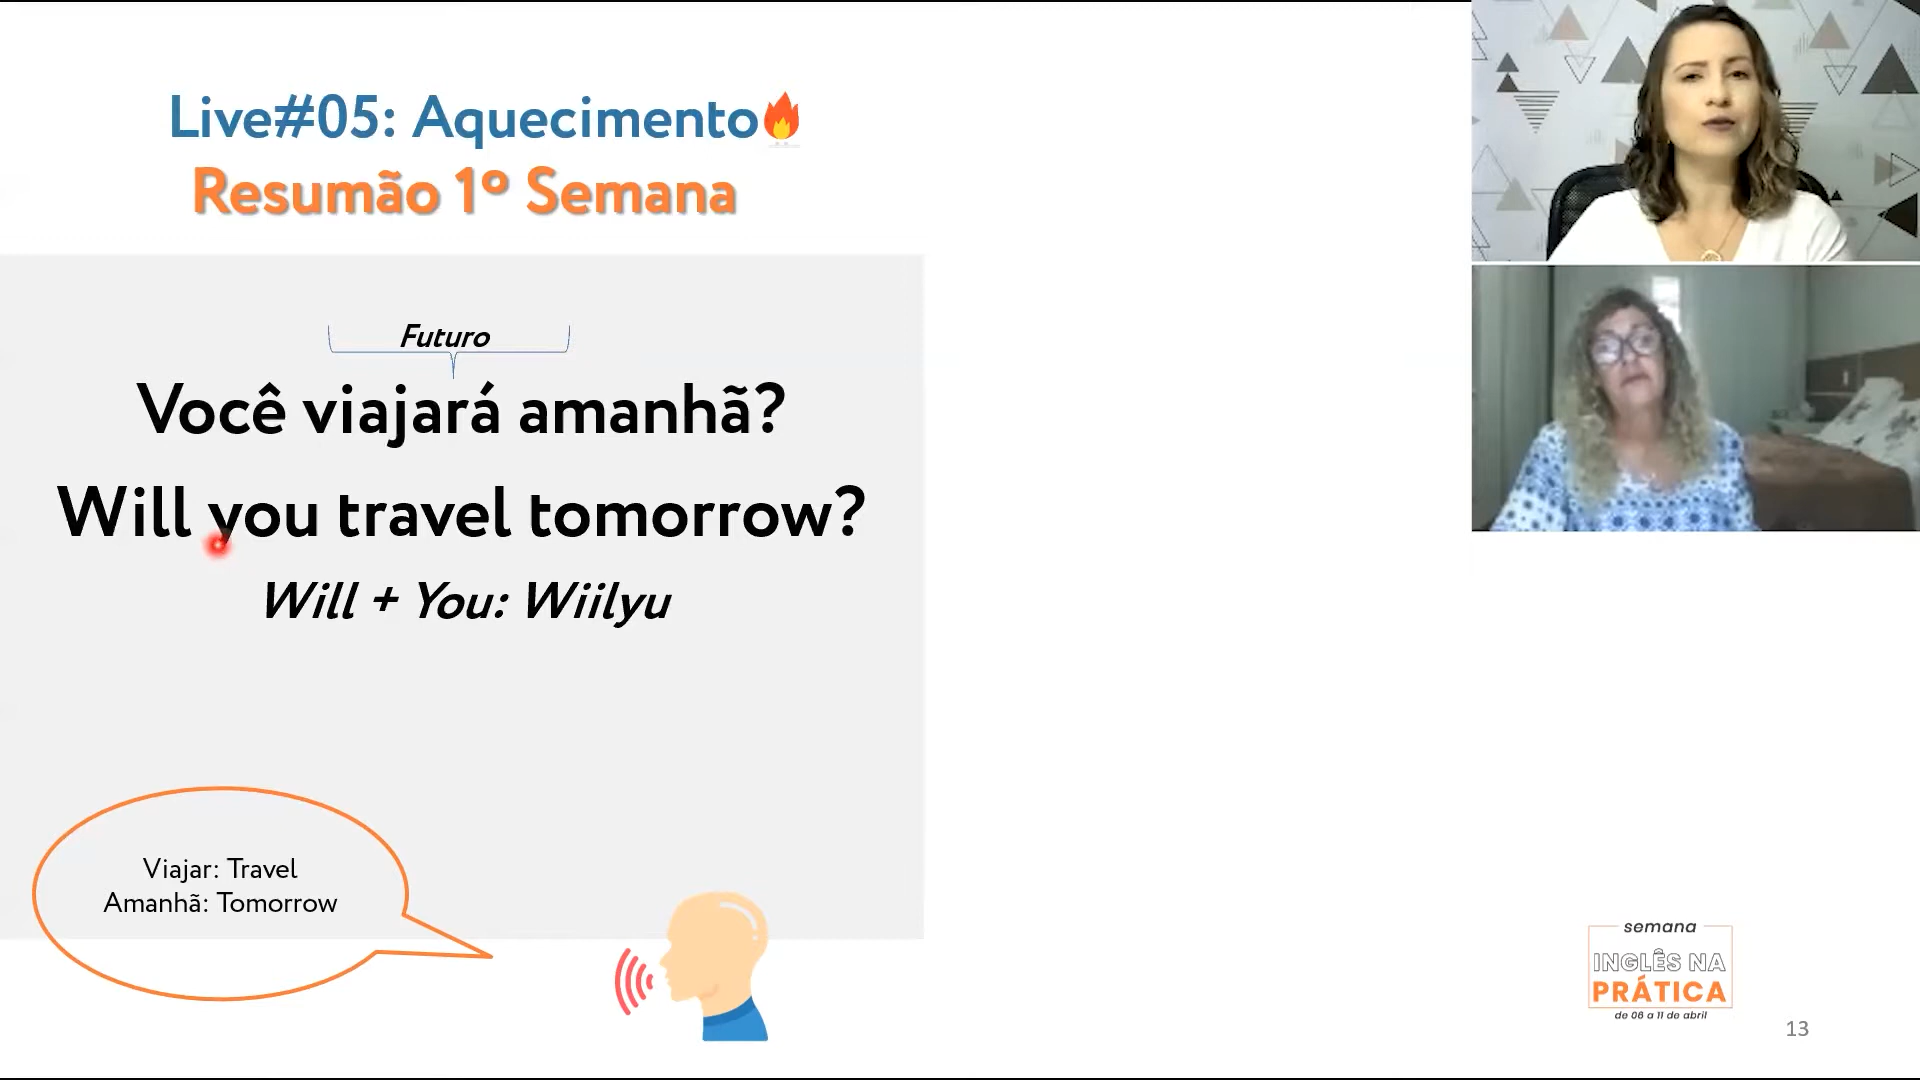 Live#05: Aquecimento🔥
Resumão 1º Semana
Futuro
Você viajará amanhã?
Will you travel tomorrow?
Will + You: Wiilyu
Viajar: Travel
Amanhã: Tomorrow
semana
INGLÊS NA
PRÁTICA
de 06 a 11 de abril
13